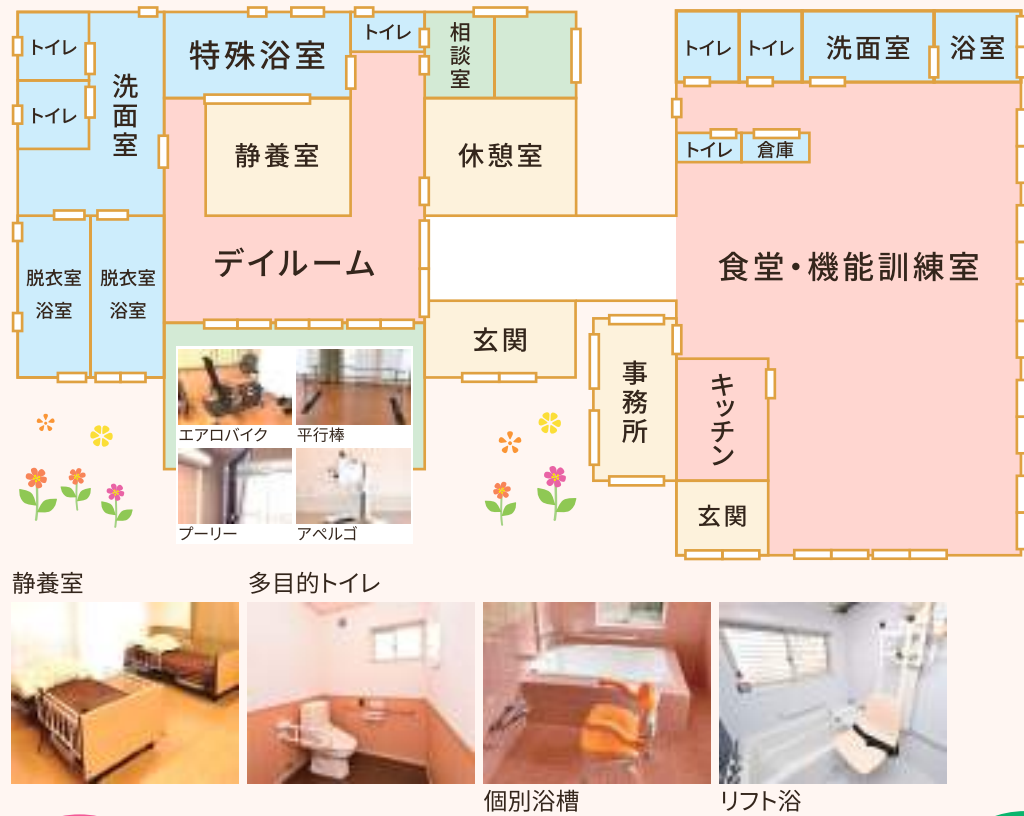 トイレ
トイレ
洗面室
特殊浴室
トイレ
相談室
静養室
休憩室
デイルーム
脱衣室
浴室
脱衣室
浴室
玄関
エアロバイク
平行棒
プーリー
アペルゴ
トイレ
トイレ
洗面室
浴室
トイレ
倉庫
食堂・機能訓練室
事務所
キッチン
玄関
静養室
多目的トイレ
個別浴槽
リフト浴